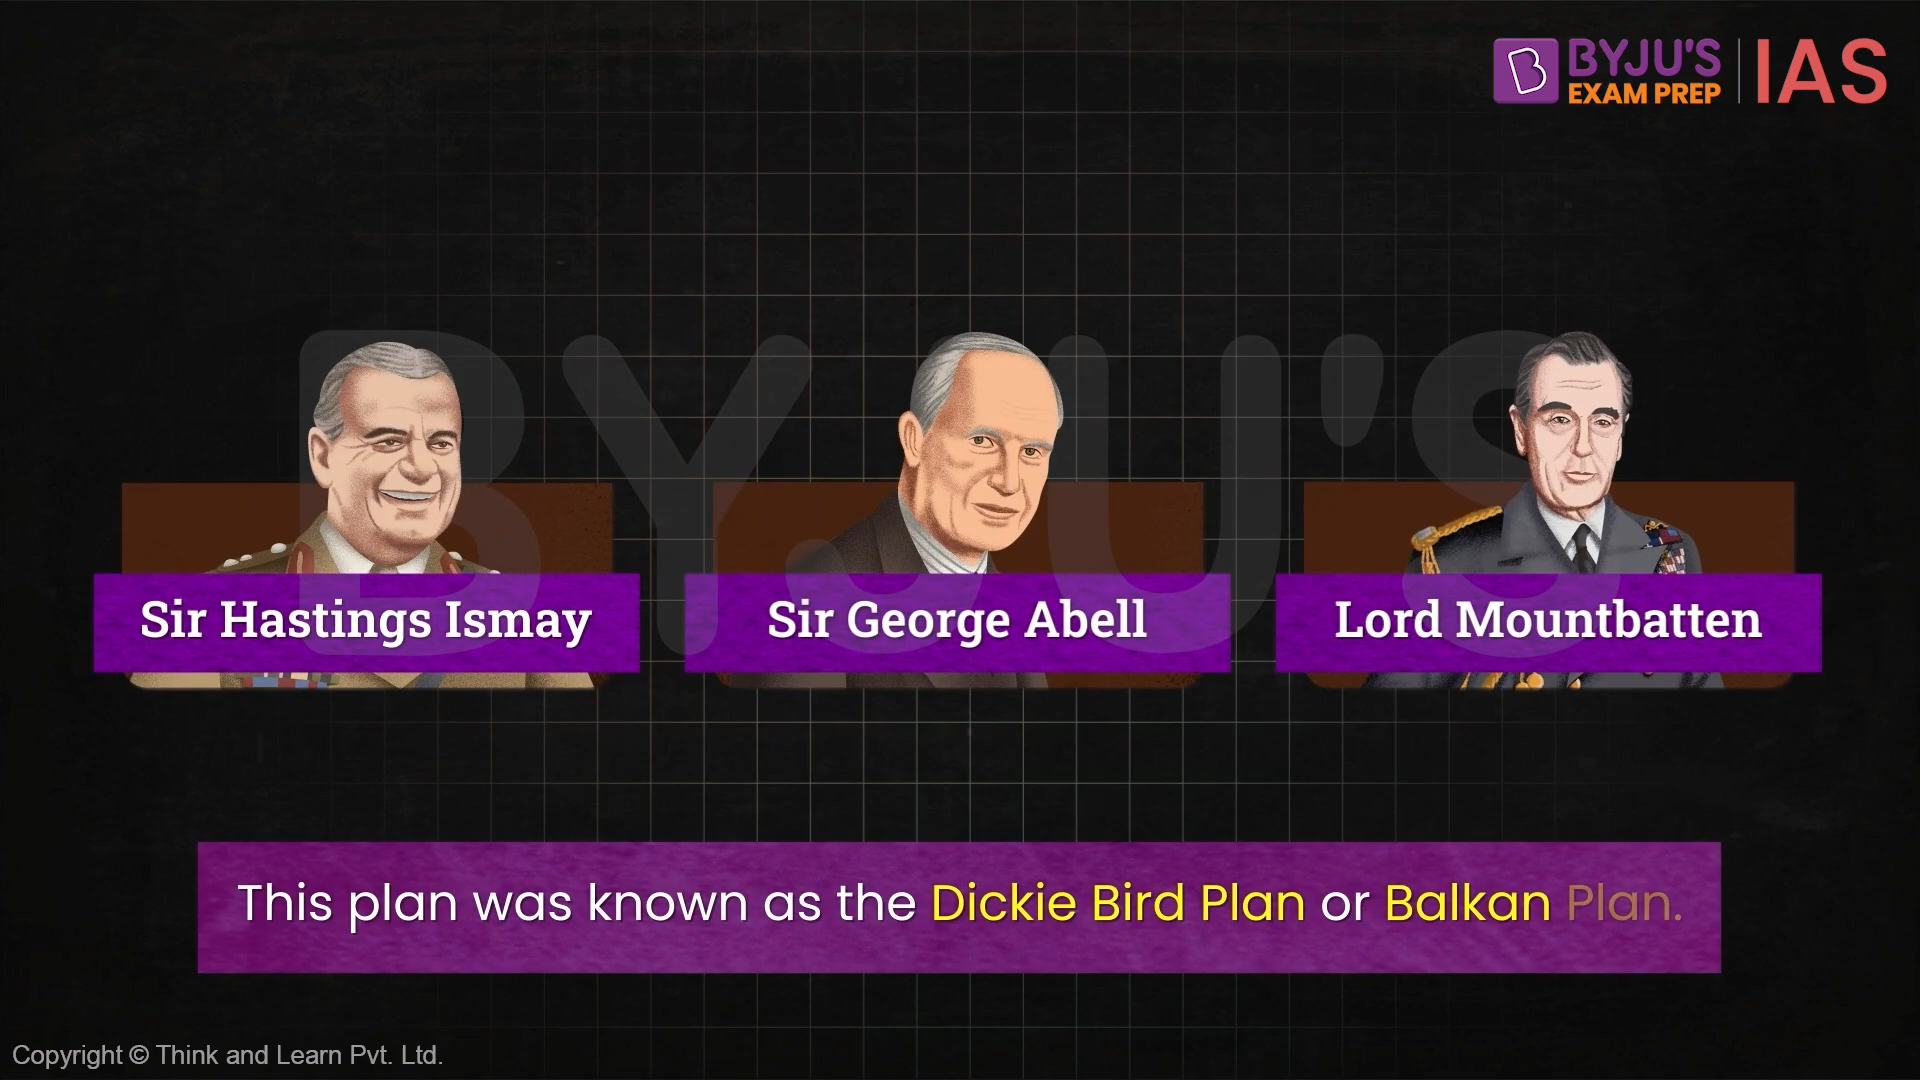 BYJU'S
EXAM PREP
IAS
BYJU'S
Sir Hastings Ismay
Sir George Abell
Lord Mountbatten
This plan was known as the Dickie Bird Plan or Balkan Plan.
Copyright © Think and Learn Pvt. Ltd.